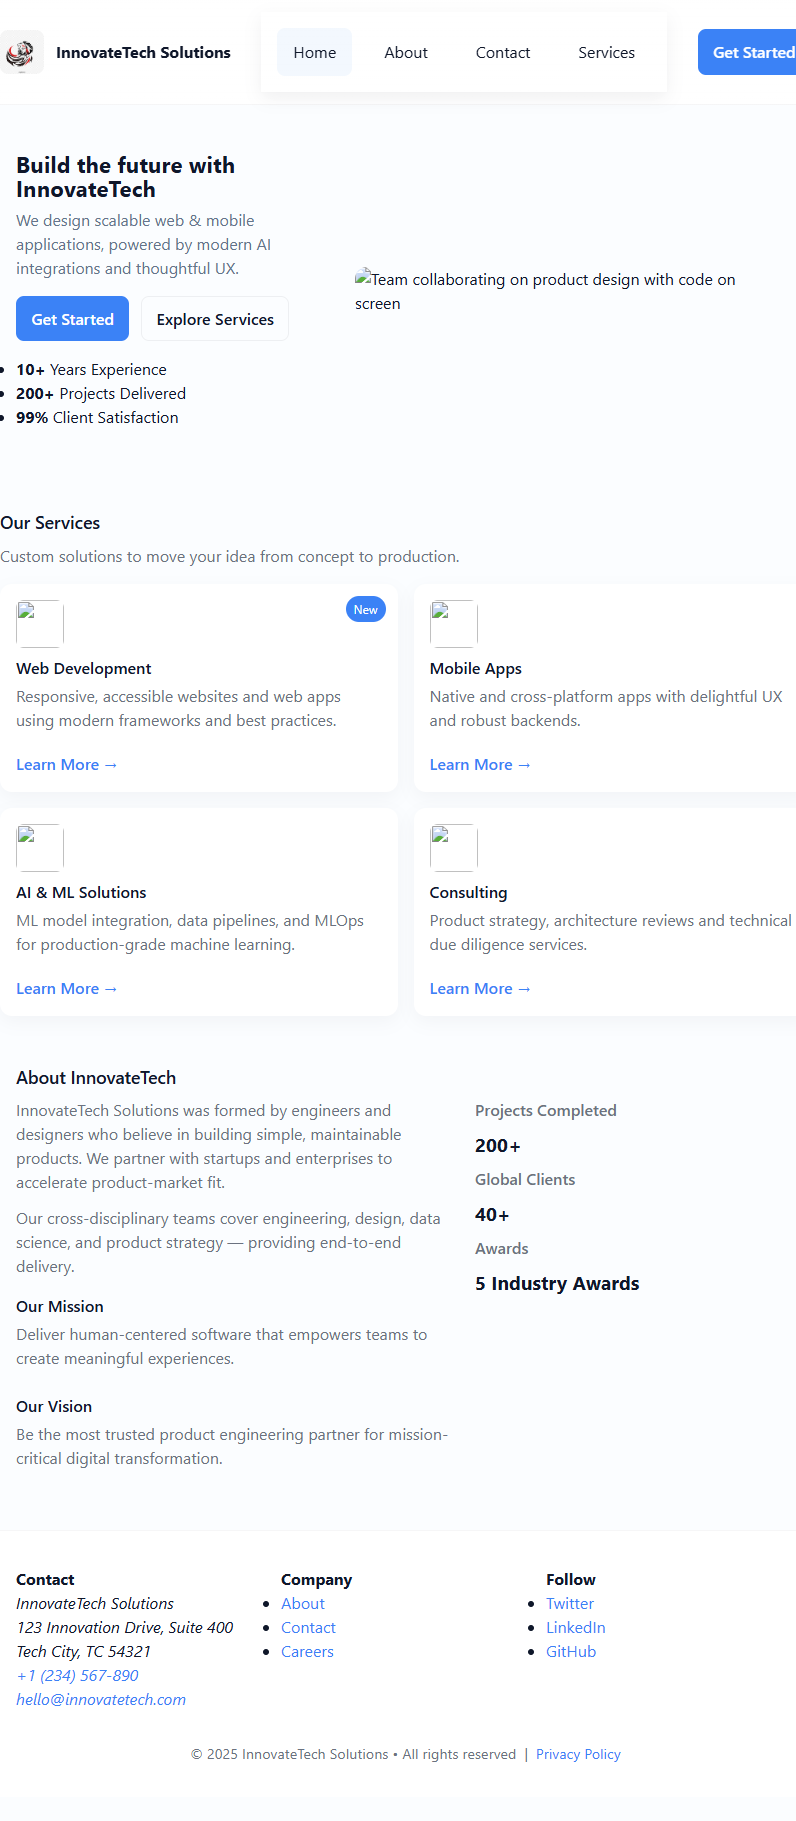 InnovateTech Solutions
Home
About
Contact
Services
Get Started
Build the future with
InnovateTech
We design scalable web & mobile
applications, powered by modern AI
integrations and thoughtful UX.
Get Started
Explore Services
Team collaborating on product design with code on
screen
• 10+ Years Experience
• 200+ Projects Delivered
• 99% Client Satisfaction
Our Services
Custom solutions to move your idea from concept to production.
New
Web Development
Responsive, accessible websites and web apps
using modern frameworks and best practices.
Learn More →
Mobile Apps
Native and cross-platform apps with delightful UX
and robust backends.
Learn More →
AI & ML Solutions
ML model integration, data pipelines, and MLOps
for production-grade machine learning.
Learn More →
Consulting
Product strategy, architecture reviews and technical
due diligence services.
Learn More →
About InnovateTech
InnovateTech Solutions was formed by engineers and
designers who believe in building simple, maintainable
products. We partner with startups and enterprises to
accelerate product-market fit.
Our cross-disciplinary teams cover engineering, design, data
science, and product strategy — providing end-to-end
delivery.
Our Mission
Deliver human-centered software that empowers teams to
create meaningful experiences.
Our Vision
Be the most trusted product engineering partner for mission-
critical digital transformation.
Projects Completed
200+
Global Clients
40+
Awards
5 Industry Awards
Contact
InnovateTech Solutions
123 Innovation Drive, Suite 400
Tech City, TC 54321
+1 (234) 567-890
hello@innovatetech.com
Company
• About
• Contact
• Careers
Follow
• Twitter
• LinkedIn
• GitHub
© 2025 InnovateTech Solutions • All rights reserved | Privacy Policy